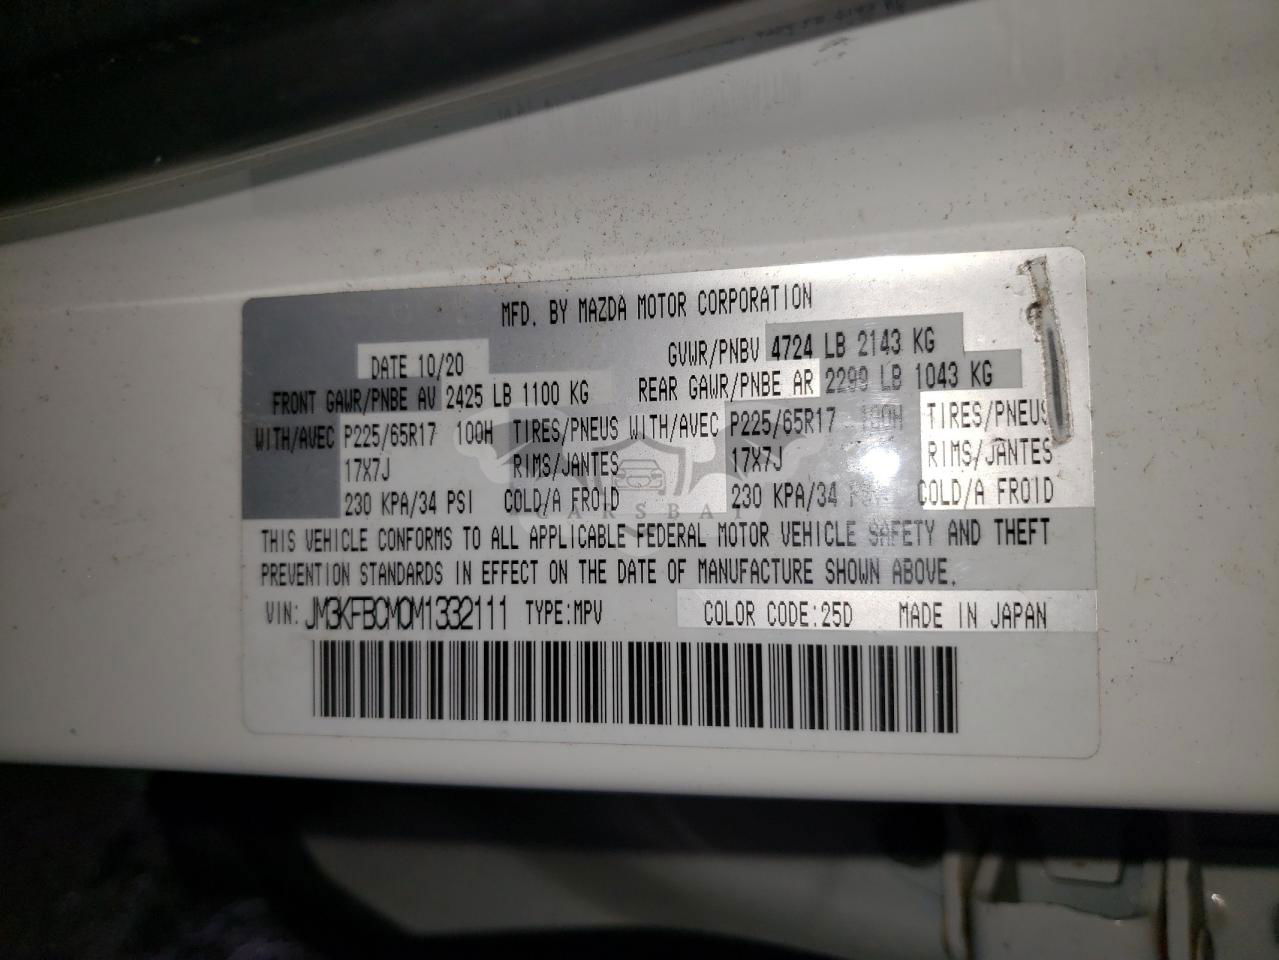 MFD. BY MAZDA MOTOR CORPORATION
DATE 10/20 GVWR/PNBV 4724 LB 2143 KG
FRONT GAWR/PNBE AV 2425 LB 1100 KG REAR GAWR/PNBE AR 2299 LB 1043 KG
WITH/AVEC P225/65R17 100H TIRES/PNEUS WITH/AVEC P225/65R17 100H TIRES/PNEUS
17X7J RIMS/JANTES 17X7J RIMS/JANTES
230 KPA/34 PSI COLD/A FROID 230 KPA/34 PSI COLD/A FROID
CARSBAT
THIS VEHICLE CONFORMS TO ALL APPLICABLE FEDERAL MOTOR VEHICLE SAFETY AND THEFT
PREVENTION STANDARDS IN EFFECT ON THE DATE OF MANUFACTURE SHOWN ABOVE.
VIN: JM3KFBCM0M1332111 TYPE:MPV COLOR CODE:25D MADE IN JAPAN